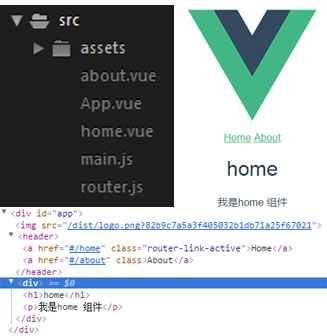 src
assets
about.vue
App.vue
home.vue
main.js
router.js
Home About
home
我是home 组件
<div id="app">
<img src="/dist/logo.png?82b9c7a5a3f405032b1db71a25f67021">
<header>
<a href="#/home" class="router-link-active">Home</a>
<a href="#/about" class>About</a>
</header>
<div> == $0
<h1>home</h1>
<p>我是home 组件</p>
</div>
</div>